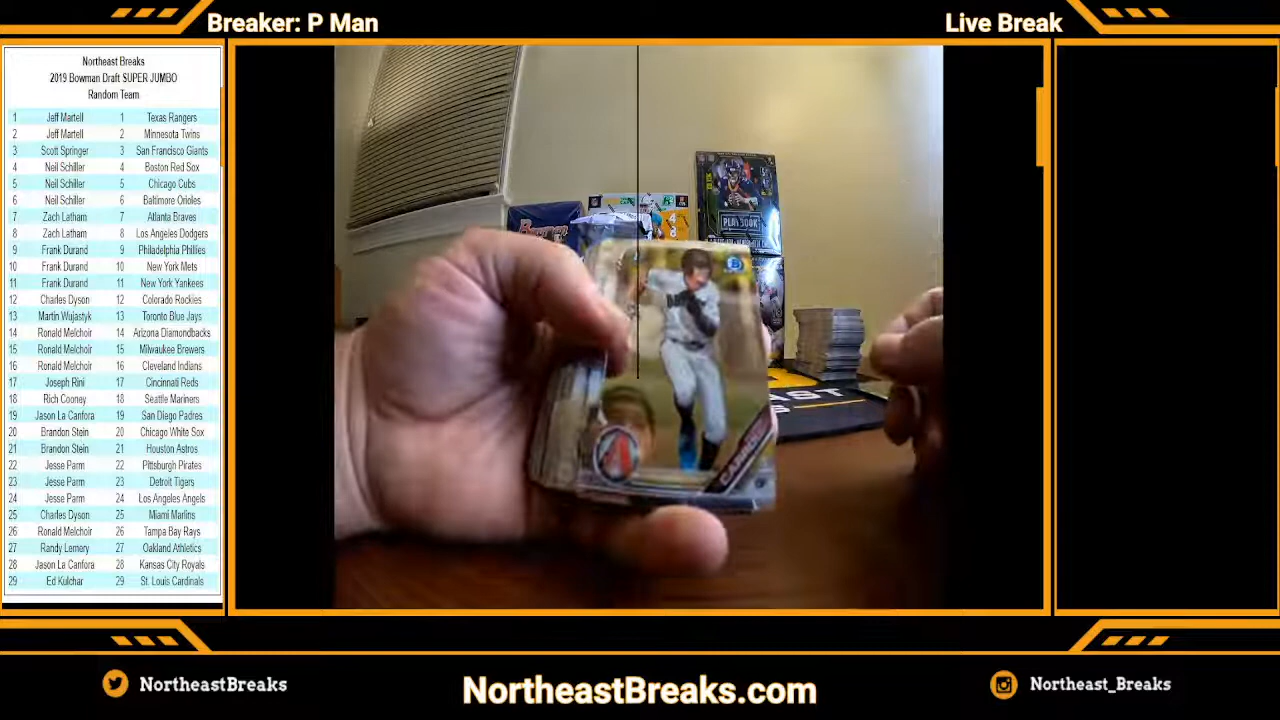 Breaker: P Man
Live Break
Northeast Breaks
2019 Bowman Draft SUPER JUMBO
Random Team
1 Jeff Martell 1 Texas Rangers
2 Jeff Martell 2 Minnesota Twins
3 Scott Springer 3 San Francisco Giants
4 Neil Schiller 4 Boston Red Sox
5 Neil Schiller 5 Chicago Cubs
6 Neil Schiller 6 Baltimore Orioles
7 Zach Latham 7 Atlanta Braves
8 Zach Latham 8 Los Angeles Dodgers
9 Frank Durand 9 Philadelphia Phillies
10 Frank Durand 10 New York Mets
11 Frank Durand 11 New York Yankees
12 Charles Dyson 12 Colorado Rockies
13 Martin Wujastyk 13 Toronto Blue Jays
14 Ronald Melchoir 14 Arizona Diamondbacks
15 Ronald Melchoir 15 Milwaukee Brewers
16 Ronald Melchoir 16 Cleveland Indians
17 Joseph Rini 17 Cincinnati Reds
18 Rich Cooney 18 Seattle Mariners
19 Jason La Canfora 19 San Diego Padres
20 Brandon Stein 20 Chicago White Sox
21 Brandon Stein 21 Houston Astros
22 Jesse Parm 22 Pittsburgh Pirates
23 Jesse Parm 23 Detroit Tigers
24 Jesse Parm 24 Los Angeles Angels
25 Charles Dyson 25 Miami Marlins
26 Ronald Melchoir 26 Tampa Bay Rays
27 Randy Lemery 27 Oakland Athletics
28 Jason La Canfora 28 Kansas City Royals
29 Ed Kulchar 29 St. Louis Cardinals
PLAYBOOK
NortheastBreaks
NortheastBreaks.com
Northeast_Breaks